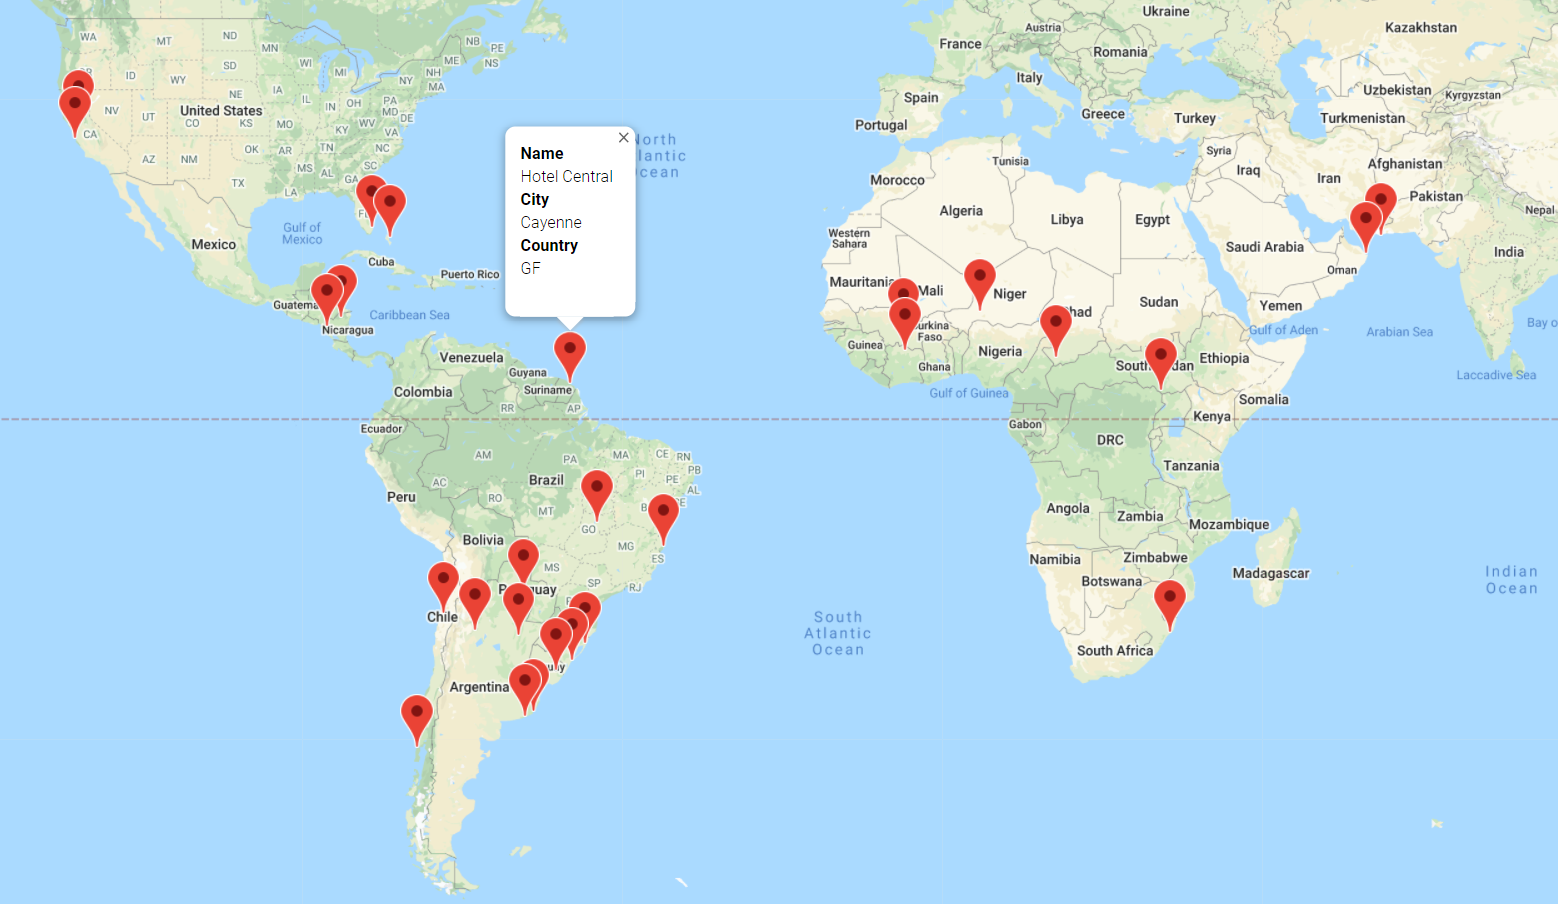 Name
Hotel Central
City
Cayenne
Country
GF
North
Atlantic
Ocean
WA
MT
ND
MN
NB
PE
NS
ME
ID
WY
SD
WI
MI
NY
NH
MA
NV
UT
United States
CO
NE
KS
IA
IL
IN
OH
PA
MD
DE
CA
AZ
NM
OK
MO
AR
KY
TN
WV
VA
NC
SC
TX
LA
MS
AL
GA
Gulf of
Mexico
Mexico
Cuba
Puerto Rico
Caribbean Sea
Nicaragua
Venezuela
Guyana
Suriname
Colombia
RR
AP
Ecuador
AM
PA
MA
CE
RN
PB
PI
PE
AL
Peru
AC
RO
Brazil
MT
GO
Bolivia
MG
ES
MS
SP
RJ
Chile
Argentina
South
Atlantic
Ocean
Ukraine
Kazakhstan
Austria
France
Romania
Italy
Spain
Portugal
Greece
Turkey
Uzbekistan
Kyrgyzstan
Turkmenistan
Syria
Iraq
Iran
Afghanistan
Pakistan
Nepal
India
Tunisia
Morocco
Algeria
Libya
Egypt
Western
Sahara
Saudi Arabia
Oman
Yemen
Mauritania
Mali
Niger
Sudan
Gulf of Aden
Arabian Sea
Bay o
Guinea
Faso
Ghana
Nigeria
Ethiopia
Laccadive Sea
Gulf of Guinea
Somalia
Gabon
DRC
Kenya
Tanzania
Angola
Zambia
Mozambique
Namibia
Zimbabwe
Botswana
Madagascar
South Africa
Indian
Ocean